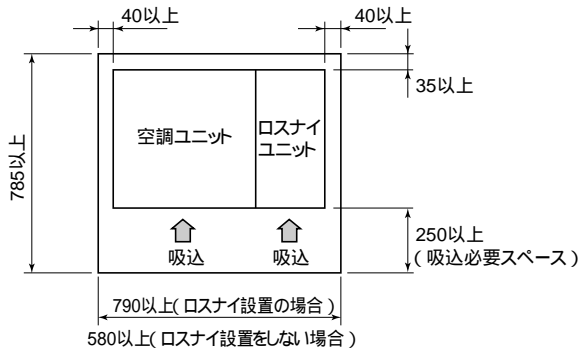 40以上
40以上
35以上
空調ユニット
ロスナイ
ユニット
785以上
吸込
吸込
250以上
(吸込必要スペース)
790以上(ロスナイ設置の場合)
580以上(ロスナイ設置をしない場合)